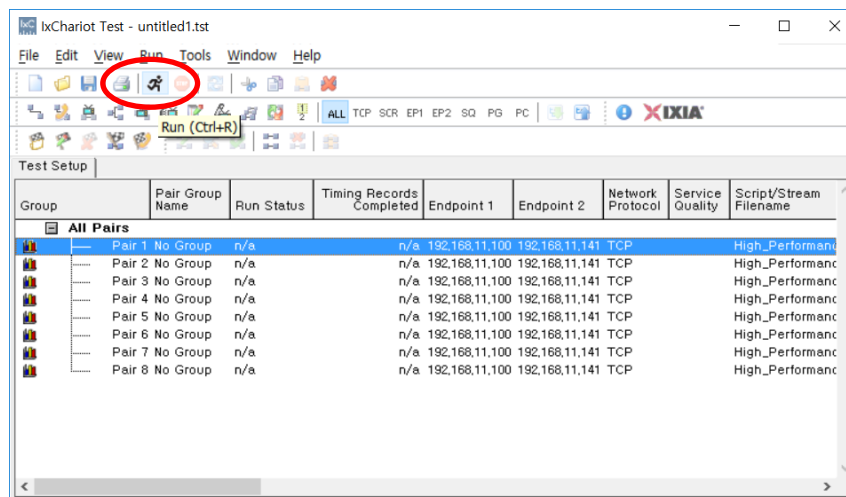 IxChariot Test - untitled1.tst
File Edit View Run Tools Window Help
ALL TCP SCR EP1 EP2 SQ PG PC IXIA
Run (Ctrl+R)
Test Setup
Group Pair Group Name Run Status Timing Records Completed Endpoint 1 Endpoint 2 Network Protocol Service Quality Script/Stream Filename
All Pairs
Pair 1 No Group n/a n/a 192,168,11,100 192,168,11,141 TCP High_Performanc
Pair 2 No Group n/a n/a 192,168,11,100 192,168,11,141 TCP High_Performanc
Pair 3 No Group n/a n/a 192,168,11,100 192,168,11,141 TCP High_Performanc
Pair 4 No Group n/a n/a 192,168,11,100 192,168,11,141 TCP High_Performanc
Pair 5 No Group n/a n/a 192,168,11,100 192,168,11,141 TCP High_Performanc
Pair 6 No Group n/a n/a 192,168,11,100 192,168,11,141 TCP High_Performanc
Pair 7 No Group n/a n/a 192,168,11,100 192,168,11,141 TCP High_Performanc
Pair 8 No Group n/a n/a 192,168,11,100 192,168,11,141 TCP High_Performanc